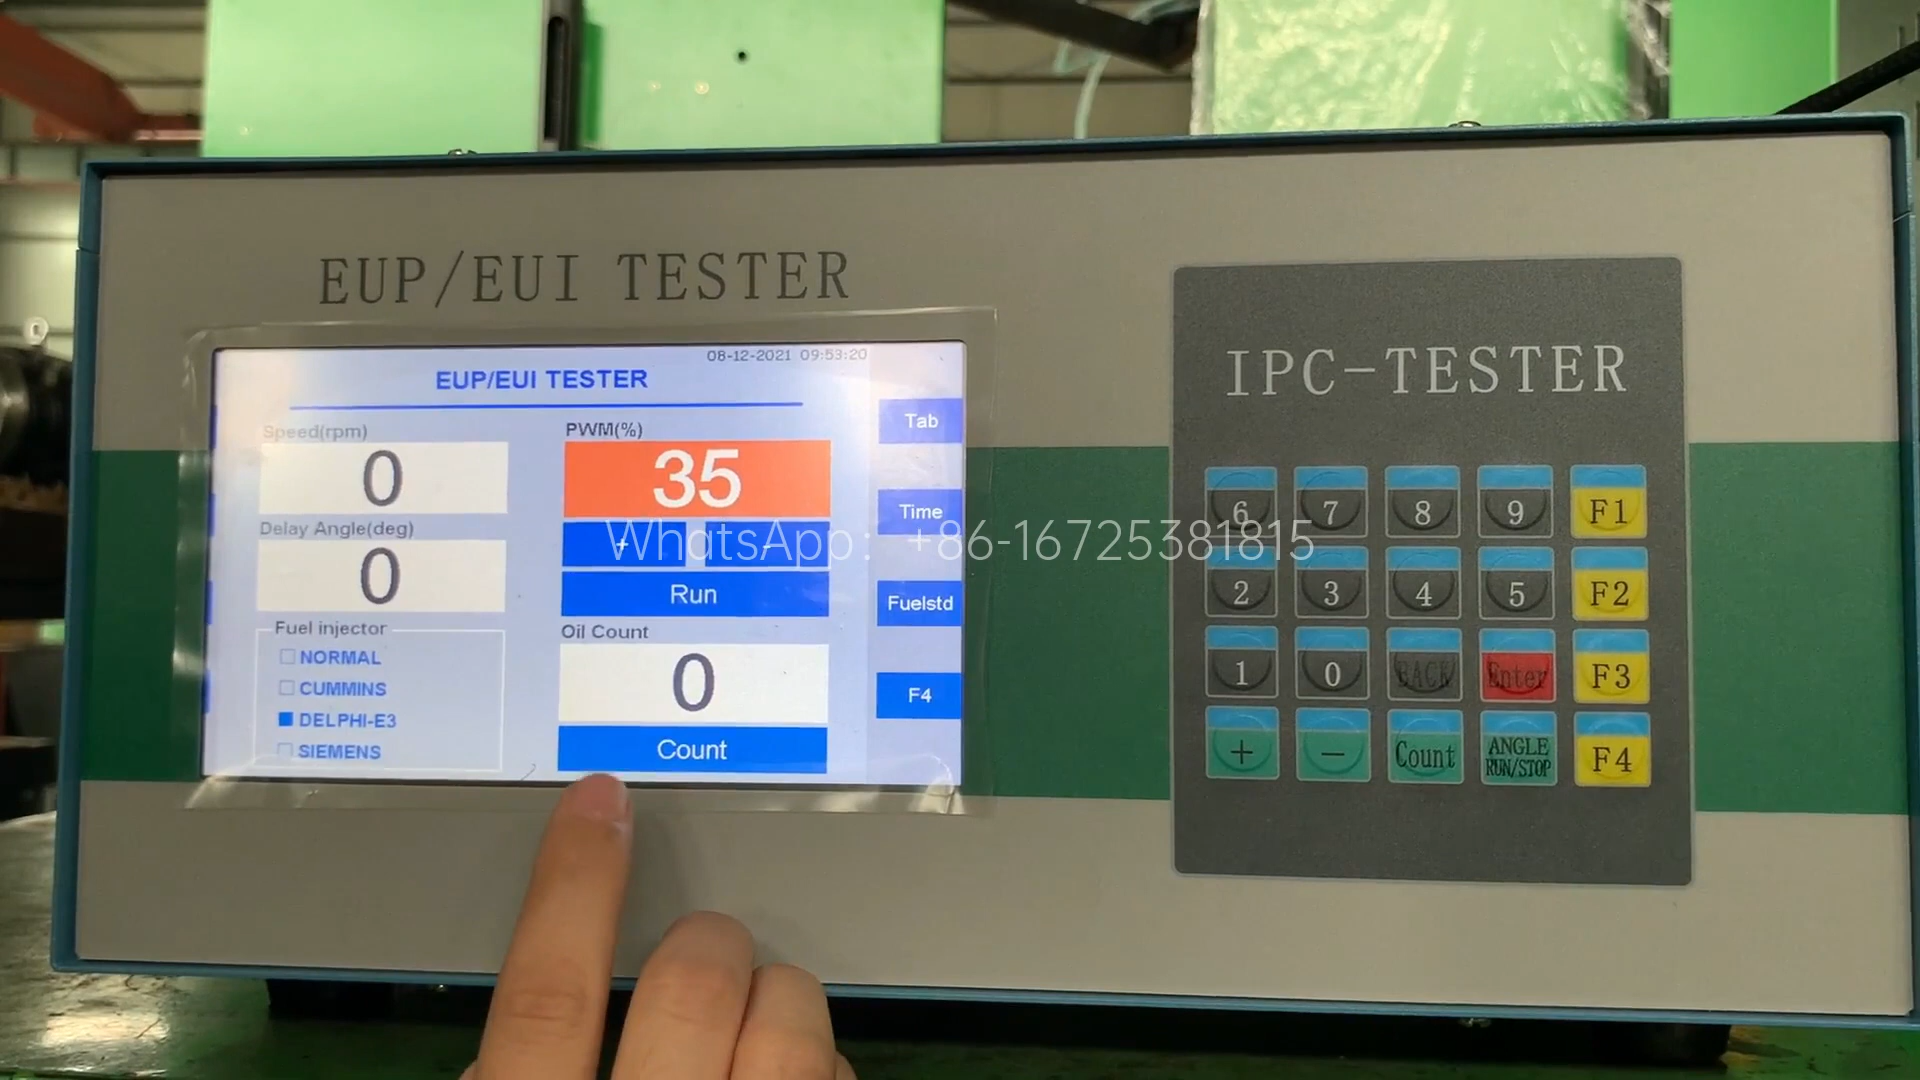 EUP/EUI TESTER
08-12-2021 09:53:20
EUP/EUI TESTER
Speed(rpm)
0
PWM(%)
35
+ -
Run
Delay Angle(deg)
0
Fuel injector
NORMAL
CUMMINS
DELPHI-E3
SIEMENS
Oil Count
0
Count
Tab
Time
Fuelstd
F4
WhatsApp: +86-16725381815
IPC-TESTER
6 7 8 9 F1
2 3 4 5 F2
1 0 BACK Enter F3
+ - Count ANGLE RUN/STOP F4